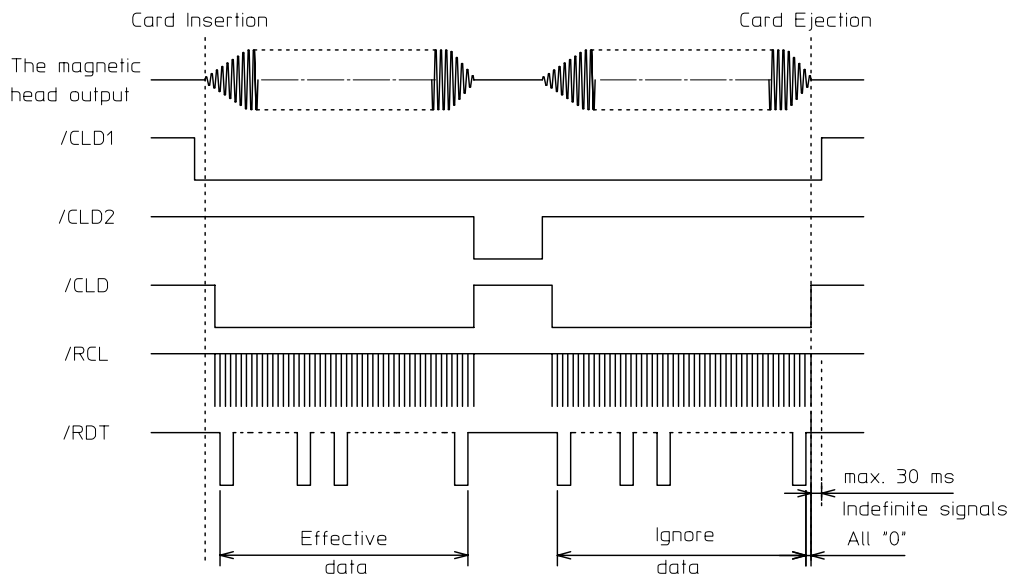 Card Insertion
Card Ejection
The magnetic
head output
/CLD1
/CLD2
/CLD
/RCL
/RDT
max. 30 ms
Indefinite signals
Effective
data
Ignore
data
All "0"